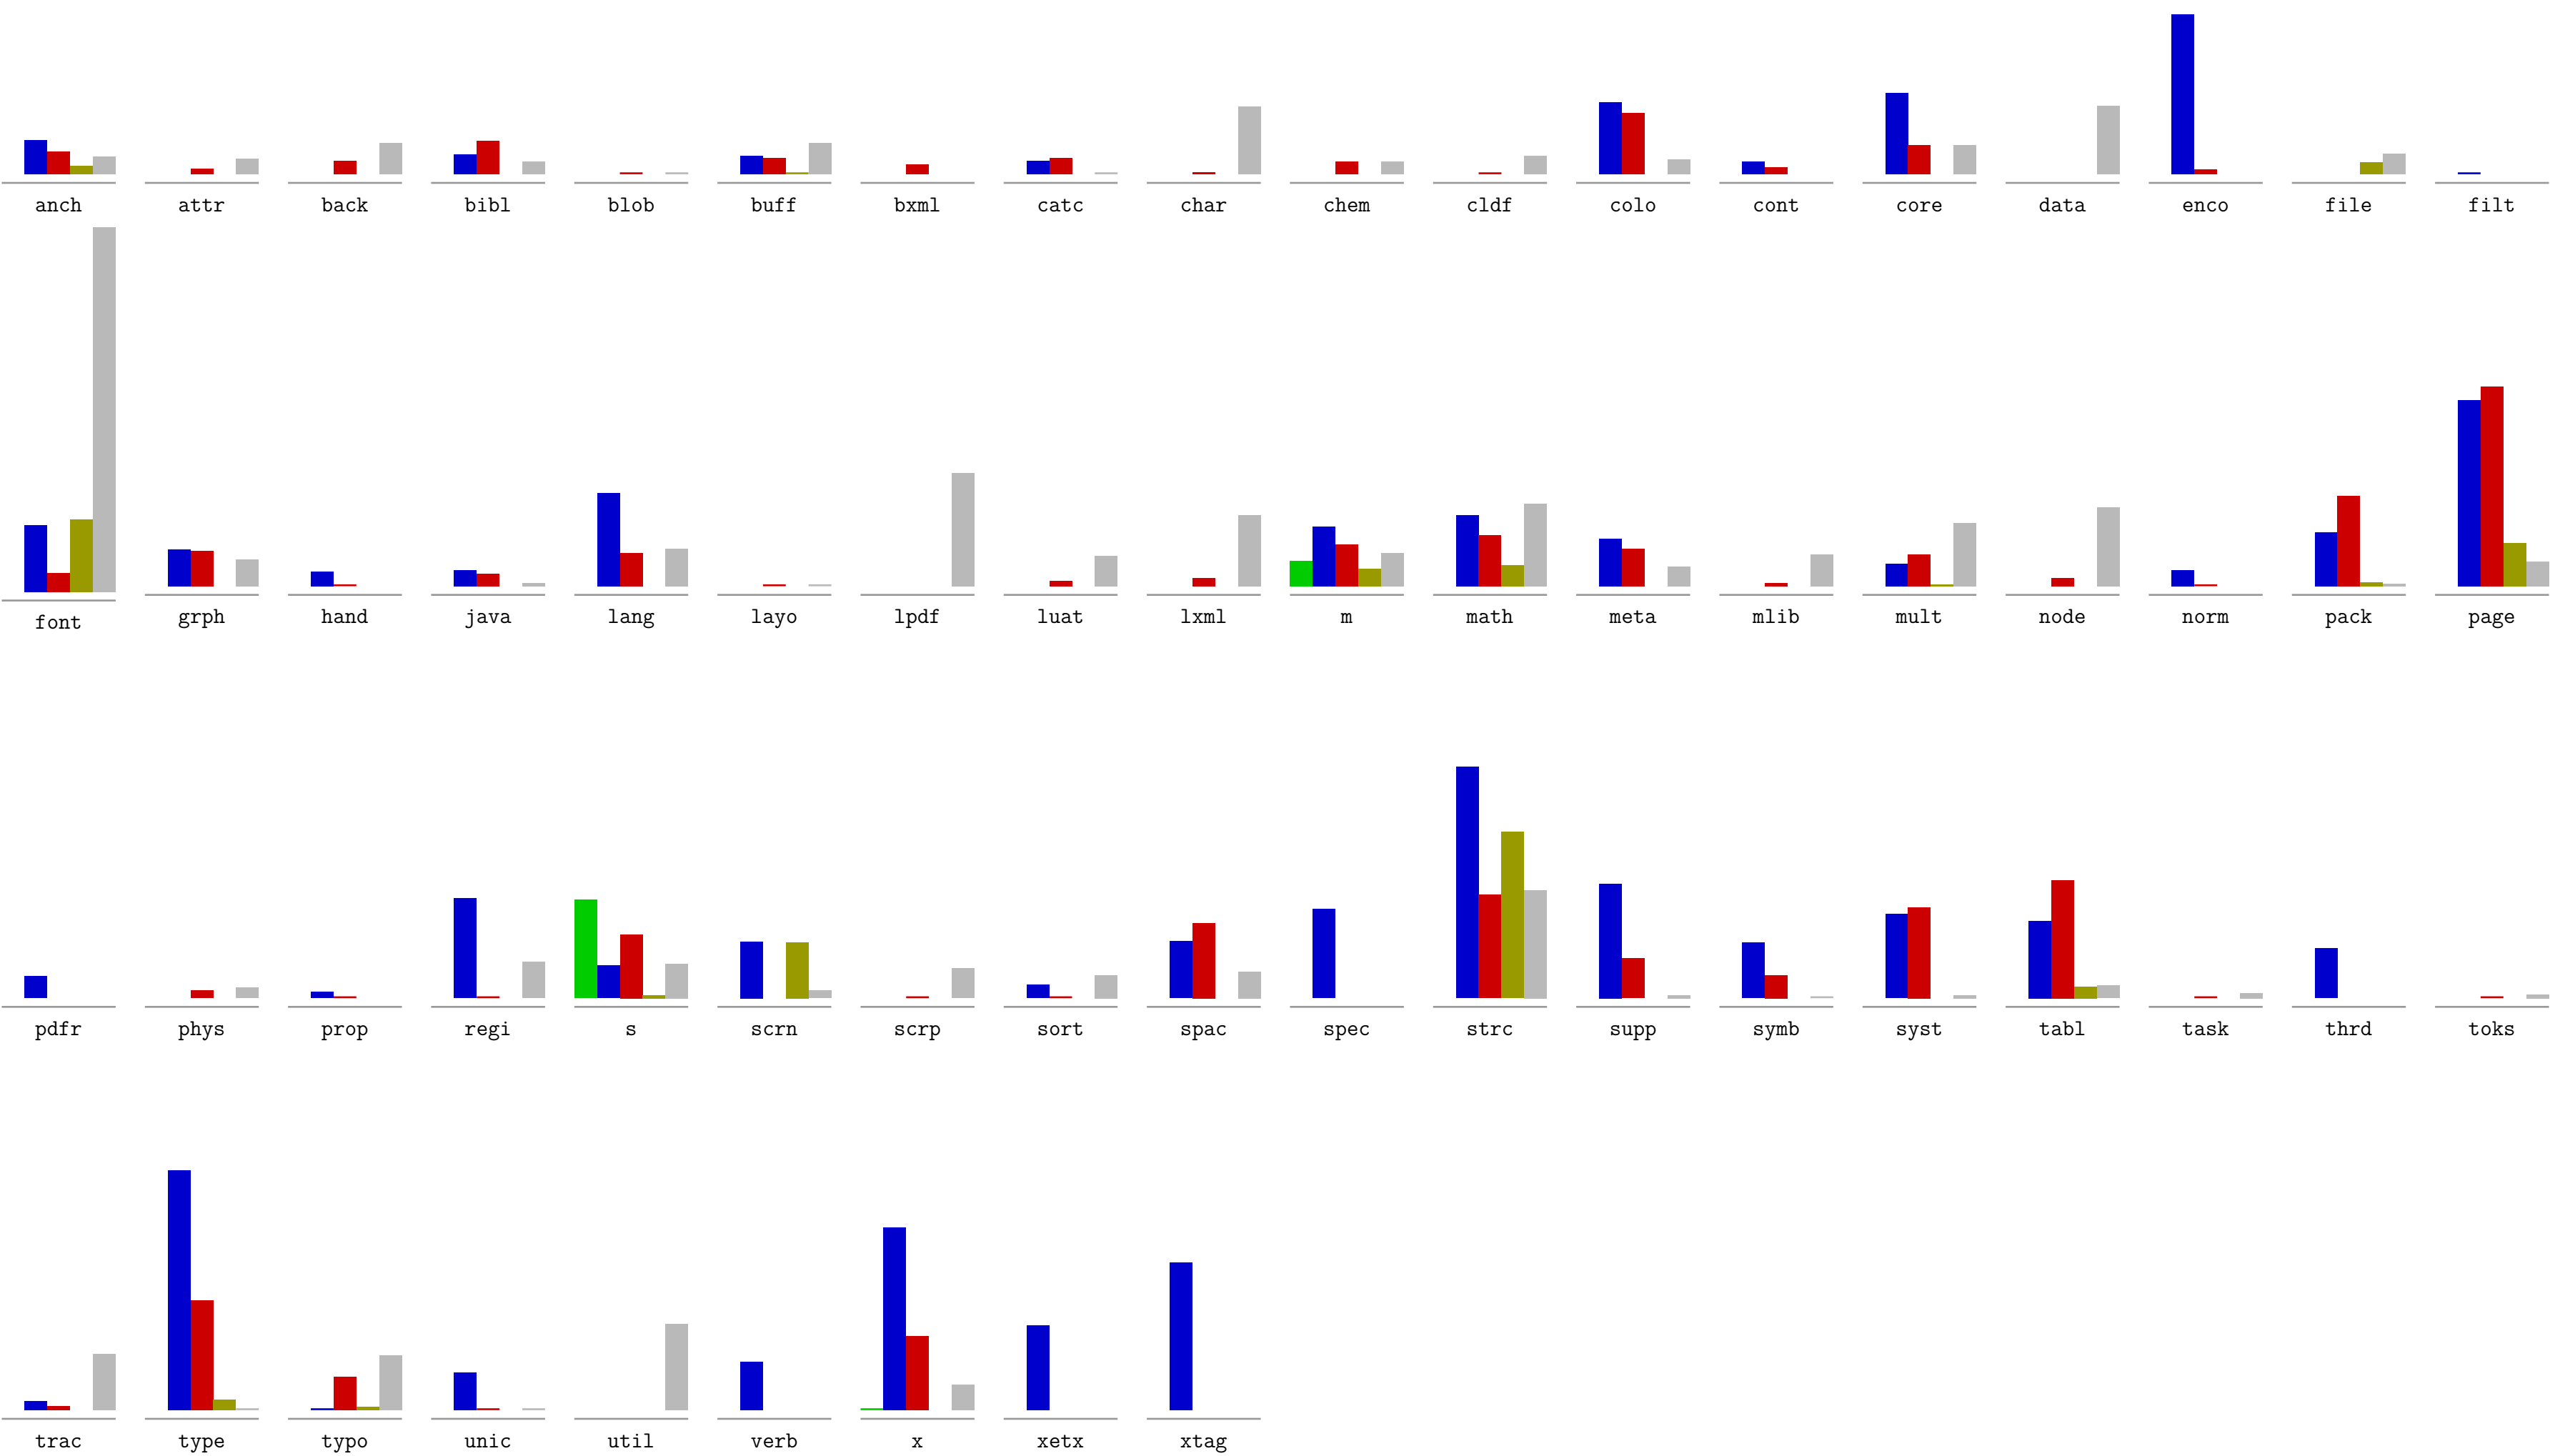 anch attr back bibl blob buff bxml catc char chem cldf colo cont core data enco file filt
font grph hand java lang layo lpdf luat lxml m math meta mlib mult node norm pack page
pdfr phys prop regi s scrn scrp sort spac spec strc supp symb syst tabl task thrd toks
trac type typo unic util verb x xetx xtag